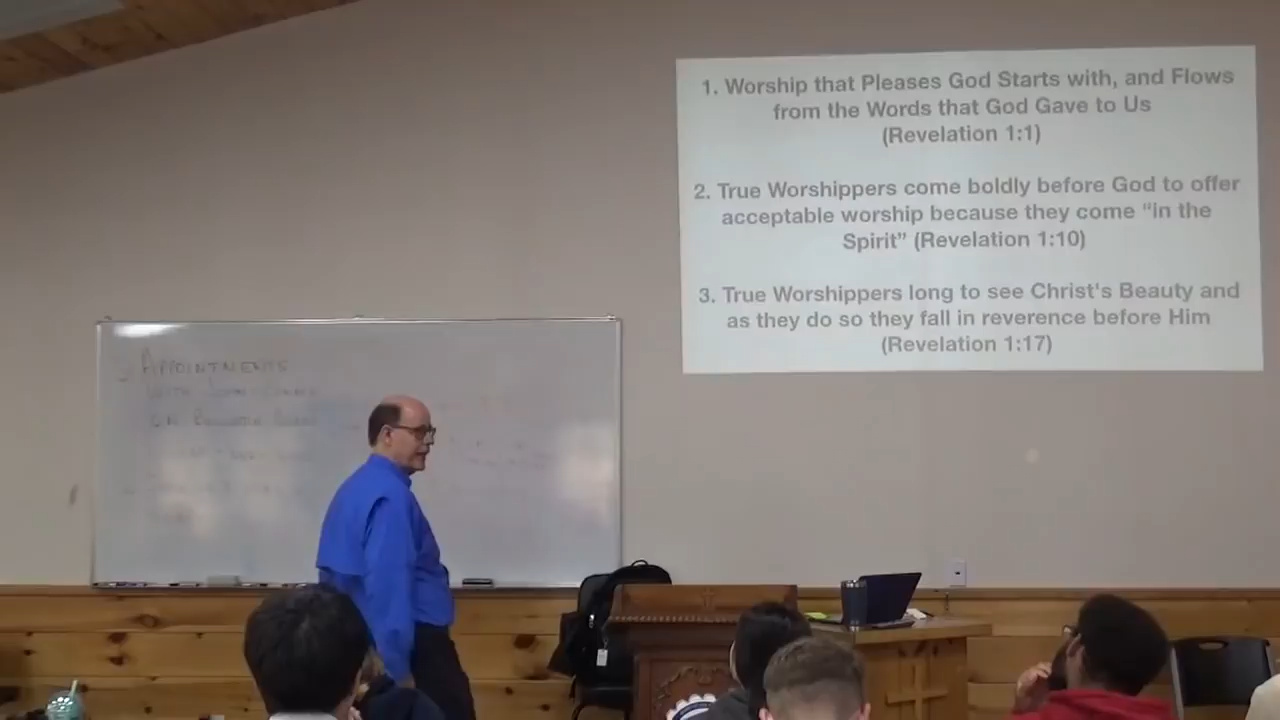 1. Worship that Pleases God Starts with, and Flows
from the Words that God Gave to Us
(Revelation 1:1)
2. True Worshippers come boldly before God to offer
acceptable worship because they come “in the
Spirit” (Revelation 1:10)
3. True Worshippers long to see Christ's Beauty and
as they do so they fall in reverence before Him
(Revelation 1:17)
APPOINTMENTS
WITH
ON